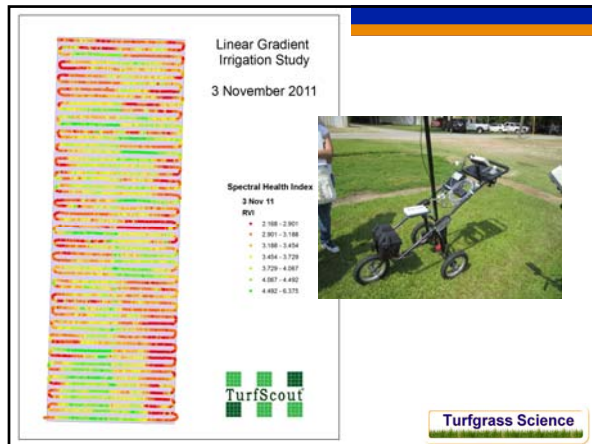 Linear Gradient
Irrigation Study
3 November 2011
Spectral Health Index
3 Nov 11
RVI
2.168 - 2.901
2.901 - 3.188
3.188 - 3.454
3.454 - 3.729
3.729 - 4.067
4.067 - 4.492
4.492 - 6.375
TurfScout
Turfgrass Science